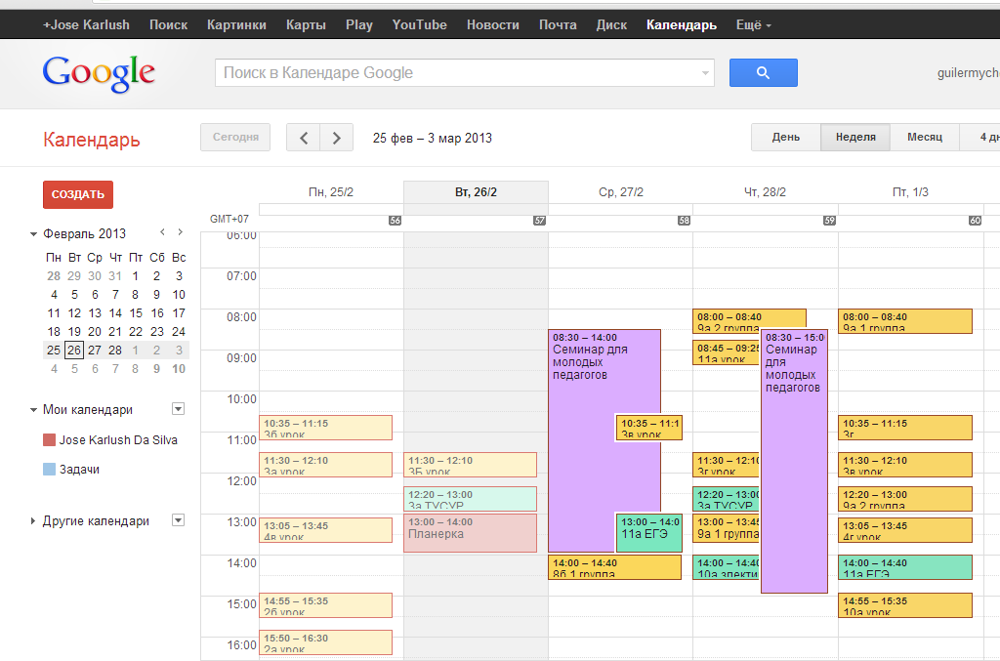 +Jose Karlush Поиск Картинки Карты Play YouTube Новости Почта Диск Календарь Ещё
Google
Поиск в Календаре Google
guilermych
Календарь
Сегодня
25 фев – 3 мар 2013
День Неделя Месяц 4 дн
СОЗДАТЬ
Февраль 2013
Пн Вт Ср Чт Пт Сб Вс
28 29 30 31 1 2 3
4 5 6 7 8 9 10
11 12 13 14 15 16 17
18 19 20 21 22 23 24
25 26 27 28 1 2 3
4 5 6 7 8 9 10
Мои календари
Jose Karlush Da Silva
Задачи
Другие календари
Пн, 25/2 Вт, 26/2 Ср, 27/2 Чт, 28/2 Пт, 1/3
GMT+07 56 57 58 59 60
06:00
07:00
08:00
09:00
10:00
11:00
12:00
13:00
14:00
15:00
16:00
10:35 – 11:15
3б урок
11:30 – 12:10
3а урок
13:05 – 13:45
4в урок
14:55 – 15:35
2б урок
15:50 – 16:30
2а урок
11:30 – 12:10
3Б урок
12:20 – 13:00
3а ТУСУР
13:00 – 14:00
Планерка
08:30 – 14:00
Семинар для
молодых
педагогов
10:35 – 11:1
3в урок
13:00 – 14:0
11а ЕГЭ
14:00 – 14:40
8б 1 группа
08:00 – 08:40
9а 2 группа
08:45 – 09:25
11а урок
08:30 – 15:0
Семинар
для
молодых
педагогов
11:30 – 12:10
3г урок
12:20 – 13:00
3а ТУСУР
13:00 – 13:45
9а 1 группа
14:00 – 14:40
10а электи
08:00 – 08:40
9а 1 группа
10:35 – 11:15
3г
11:30 – 12:10
3в урок
12:20 – 13:00
9а 2 группа
13:05 – 13:45
4г урок
14:00 – 14:40
11а ЕГЭ
14:55 – 15:35
10а урок